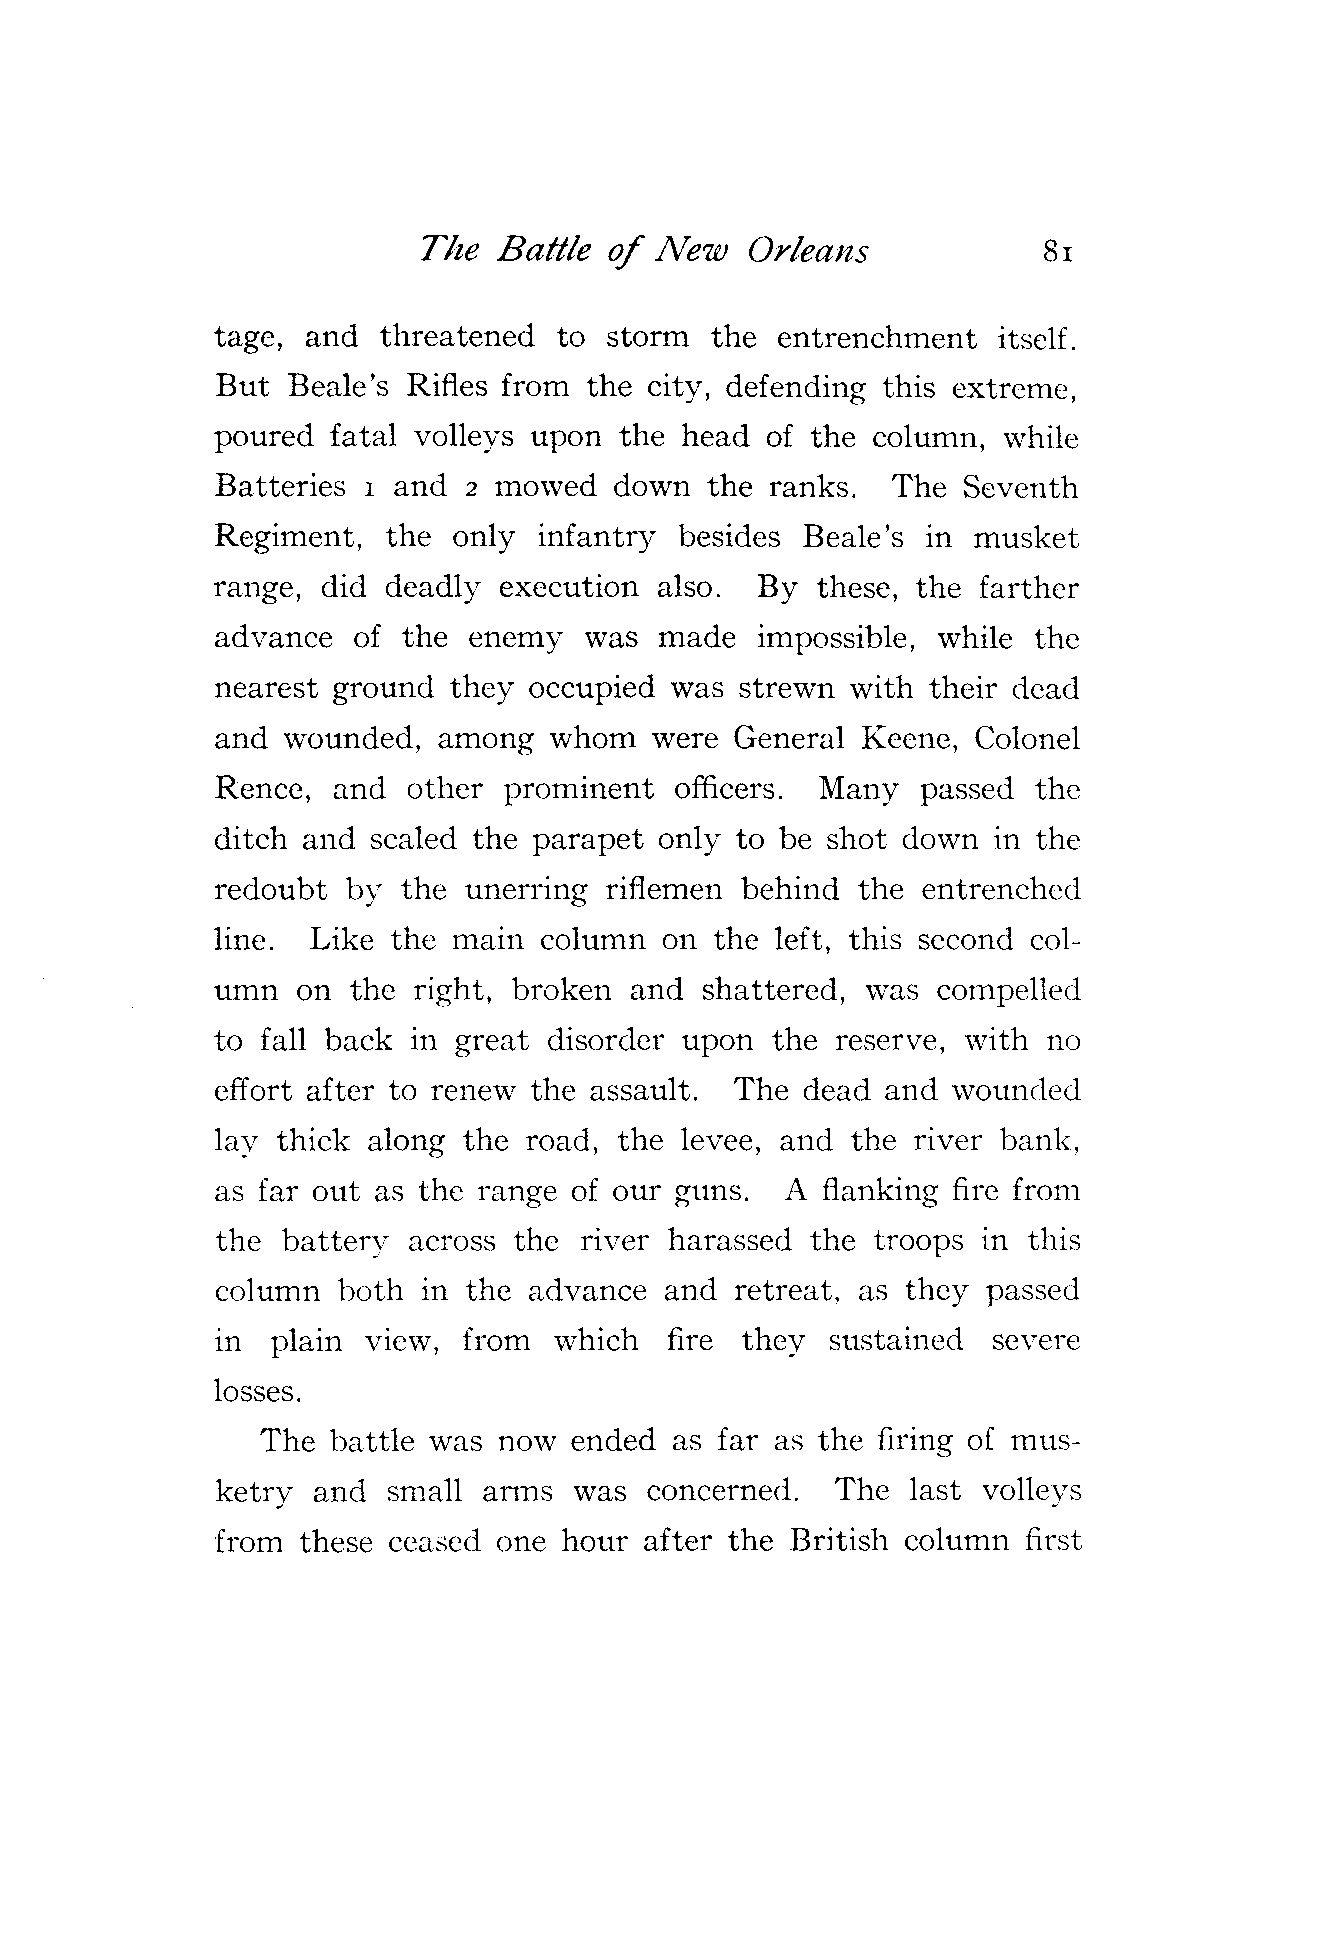 The Battle of New Orleans 81
tage, and threatened to storm the entrenchment itself.
But Beale's Rifles from the city, defending this extreme,
poured fatal volleys upon the head of the column, while
Batteries 1 and 2 mowed down the ranks. The Seventh
Regiment, the only infantry besides Beale's in musket
range, did deadly execution also. By these, the farther
advance of the enemy was made impossible, while the
nearest ground they occupied was strewn with their dead
and wounded, among whom were General Keene, Colonel
Rence, and other prominent officers. Many passed the
ditch and scaled the parapet only to be shot down in the
redoubt by the unerring riflemen behind the entrenched
line. Like the main column on the left, this second col-
umn on the right, broken and shattered, was compelled
to fall back in great disorder upon the reserve, with no
effort after to renew the assault. The dead and wounded
lay thick along the road, the levee, and the river bank,
as far out as the range of our guns. A flanking fire from
the battery across the river harassed the troops in this
column both in the advance and retreat, as they passed
in plain view, from which fire they sustained severe
losses.
The battle was now ended as far as the firing of mus-
ketry and small arms was concerned. The last volleys
from these ceased one hour after the British column first